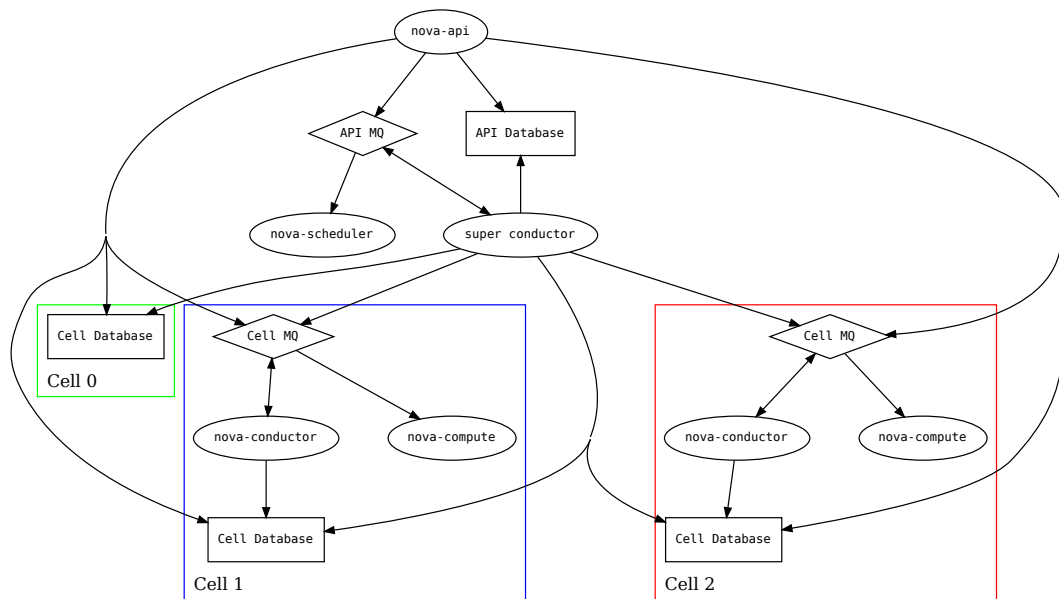 nova-api
API MQ
API Database
nova-scheduler
super conductor
Cell Database
Cell 0
Cell MQ
nova-conductor
nova-compute
Cell Database
Cell 1
Cell MQ
nova-conductor
nova-compute
Cell Database
Cell 2